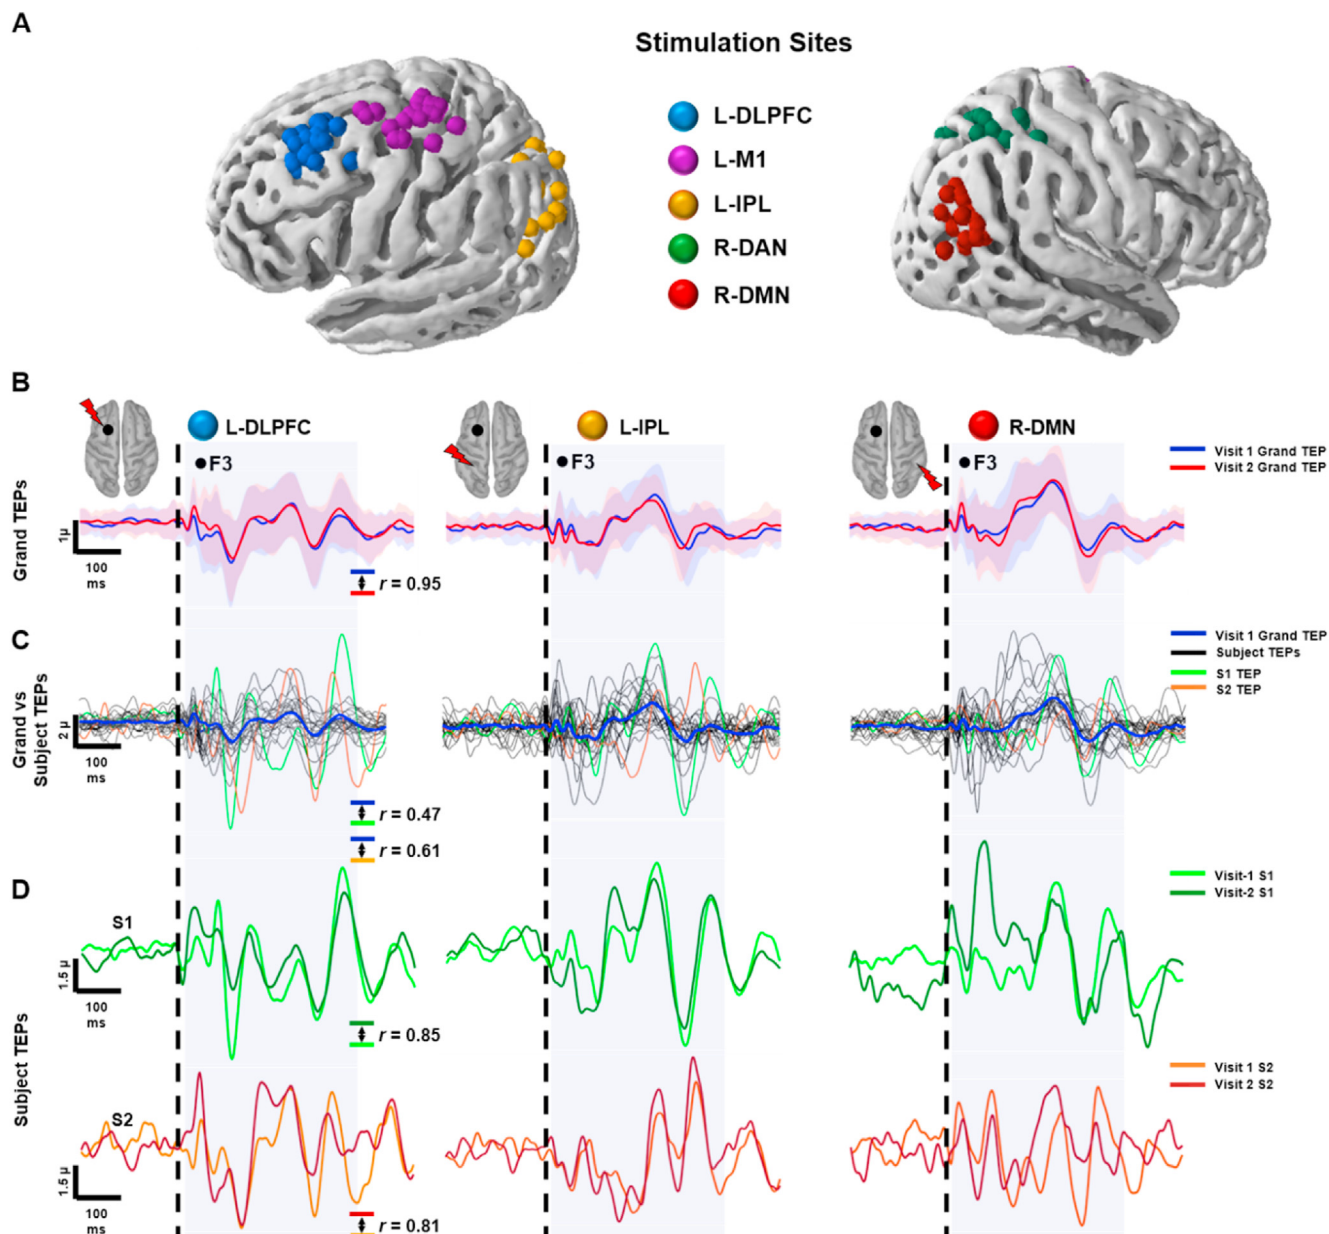 A
Stimulation Sites
L-DLPFC
L-M1
L-IPL
R-DAN
R-DMN
B
L-DLPFC
L-IPL
R-DMN
F3
F3
F3
Visit 1 Grand TEP
Visit 2 Grand TEP
Grand TEPs
1μ
100
ms
r = 0.95
C
Visit 1 Grand TEP
Subject TEPs
S1 TEP
S2 TEP
Grand vs
Subject TEPs
2 μ
100
ms
r = 0.47
r = 0.61
D
Visit-1 S1
Visit-2 S1
S1
1.5 μ
100
ms
r = 0.85
Subject TEPs
Visit 1 S2
Visit 2 S2
S2
1.5 μ
100
ms
r = 0.81